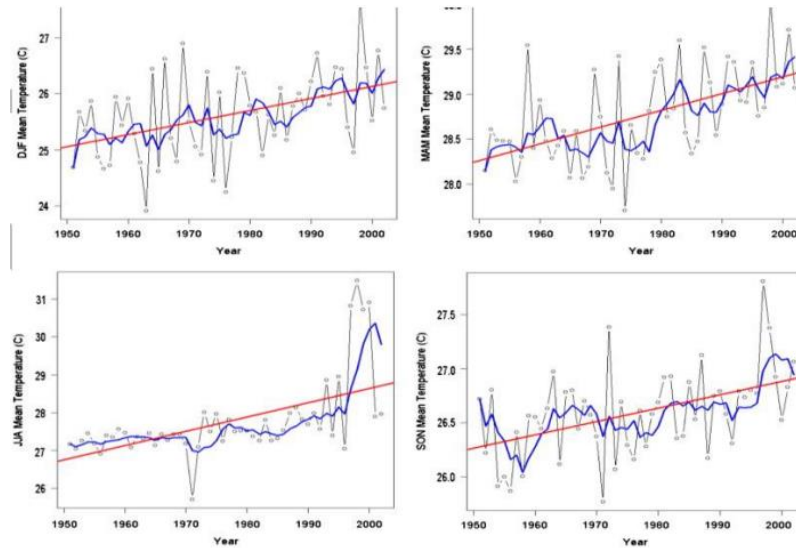 27
26
25
24
DJF Mean Temperature (C)
1950 1960 1970 1980 1990 2000
Year
29.5
29.0
28.5
28.0
MAM Mean Temperature (C)
1950 1960 1970 1980 1990 2000
Year
31
30
29
28
27
26
JJA Mean Temperature (C)
1950 1960 1970 1980 1990 2000
Year
27.5
27.0
26.5
26.0
SON Mean Temperature (C)
1950 1960 1970 1980 1990 2000
Year